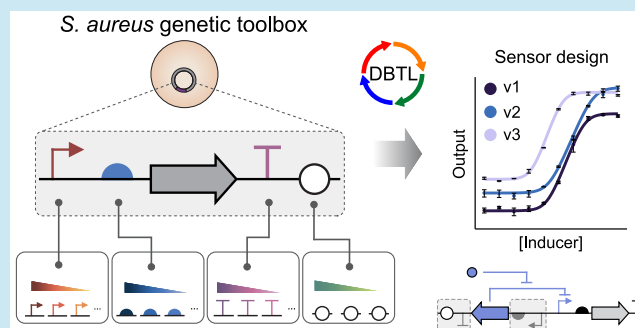 S. aureus genetic toolbox
DBTL
Sensor design
v1
v2
v3
Output
[Inducer]
...
...
...
...